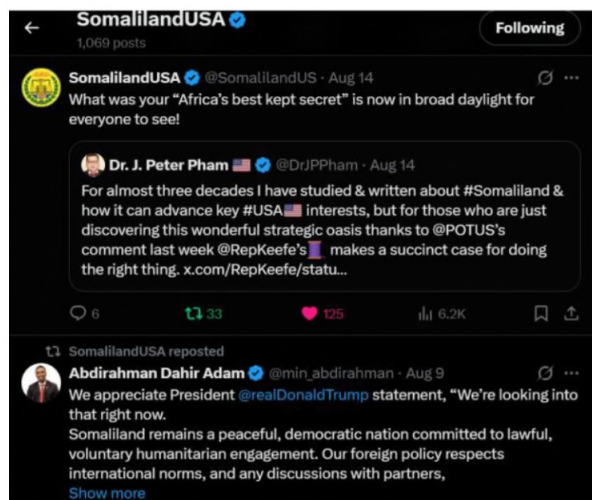 SomalilandUSA
1,069 posts
Following
SomalilandUSA @SomalilandUS · Aug 14
What was your “Africa’s best kept secret” is now in broad daylight for
everyone to see!
Dr. J. Peter Pham 🇺🇸 @DrJPPham · Aug 14
For almost three decades I have studied & written about #Somaliland &
how it can advance key #USA🇺🇸 interests, but for those who are just
discovering this wonderful strategic oasis thanks to @POTUS’s
comment last week @RepKeefe’s🧵 makes a succinct case for doing
the right thing. x.com/RepKeefe/statu...
6 33 125 6.2K
SomalilandUSA reposted
Abdirahman Dahir Adam @min_abdirahman · Aug 9
We appreciate President @realDonaldTrump statement, “We’re looking into
that right now.
Somaliland remains a peaceful, democratic nation committed to lawful,
voluntary humanitarian engagement. Our foreign policy respects
international norms, and any discussions with partners,
Show more